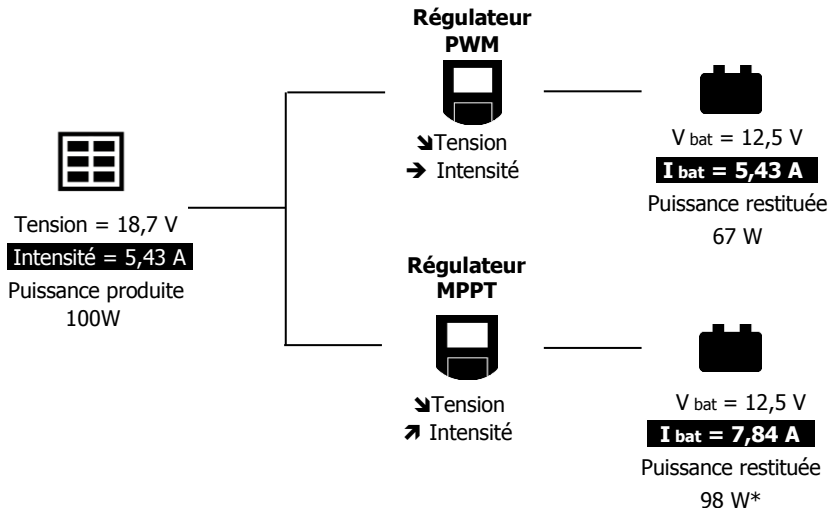 Régulateur
PWM
↘Tension
→ Intensité
V bat = 12,5 V
I bat = 5,43 A
Puissance restituée
67 W
Tension = 18,7 V
Intensité = 5,43 A
Puissance produite
100W
Régulateur
MPPT
↘Tension
↗ Intensité
V bat = 12,5 V
I bat = 7,84 A
Puissance restituée
98 W*